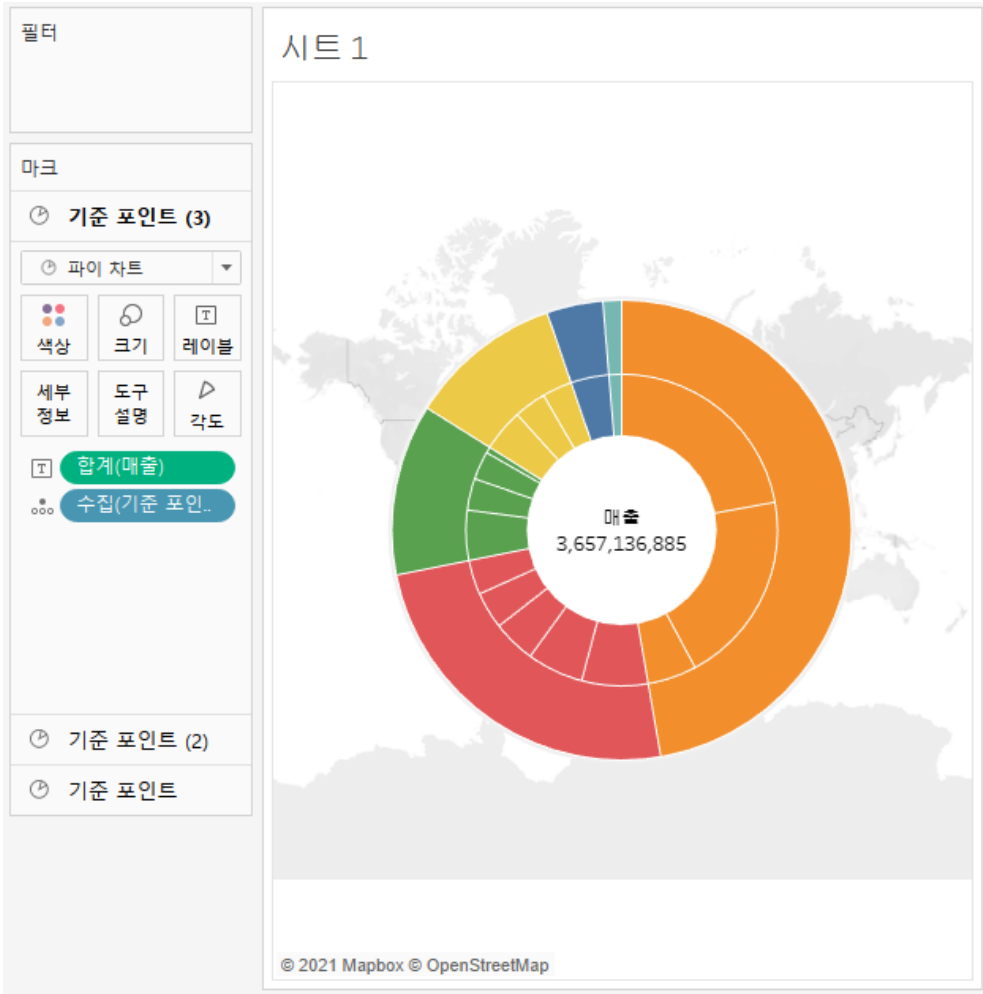 필터
마크
기준 포인트 (3)
파이 차트
색상
크기
T
레이블
세부
정보
도구
설명
각도
T
합계(매출)
수집(기준 포인..
기준 포인트 (2)
기준 포인트
시트 1
매출
3,657,136,885
© 2021 Mapbox © OpenStreetMap